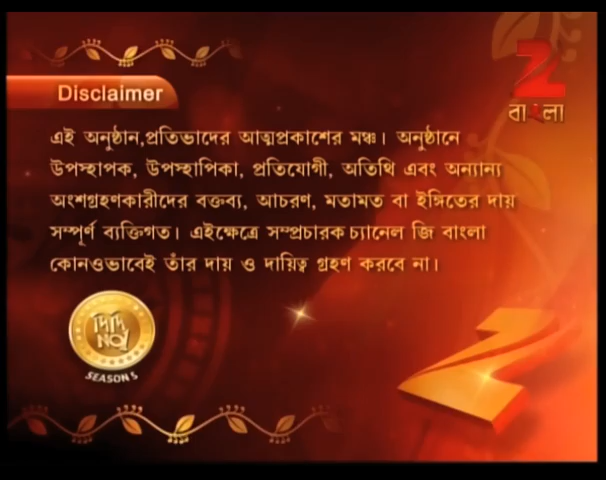 Disclaimer
বাংলা
এই অনুষ্ঠান,প্রতিভাদের আত্মপ্রকাশের মঞ্চ। অনুষ্ঠানে
উপস্থাপক, উপস্থাপিকা, প্রতিযোগী, অতিথি এবং অন্যান্য
অংশগ্রহণকারীদের বক্তব্য, আচরণ, মতামত বা ইঙ্গিতের দায়
সম্পূর্ণ ব্যক্তিগত। এইক্ষেত্রে সম্প্রচারক চ্যানেল জি বাংলা
কোনওভাবেই তাঁর দায় ও দায়িত্ব গ্রহণ করবে না।
দিদি
NO1
SEASON 5